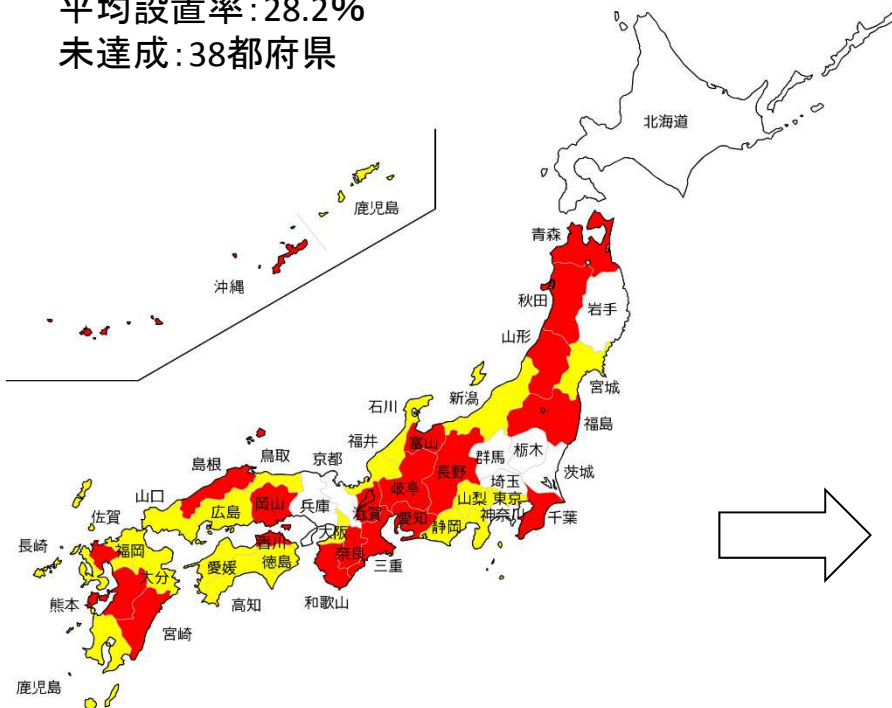 平均設置率：28.2%
未達成：38都府県
北海道
鹿児島
青森
沖縄
秋田
岩手
山形
宮城
石川
新潟
福島
福井
富山
群馬
栃木
島根
鳥取
京都
長野
茨城
岐阜
埼玉
山口
広島
岡山
兵庫
滋賀
山梨
東京
佐賀
愛知
静岡
神奈川
千葉
長崎
福岡
大阪
香川
奈良
大分
愛媛
徳島
三重
熊本
高知
和歌山
宮崎
鹿児島